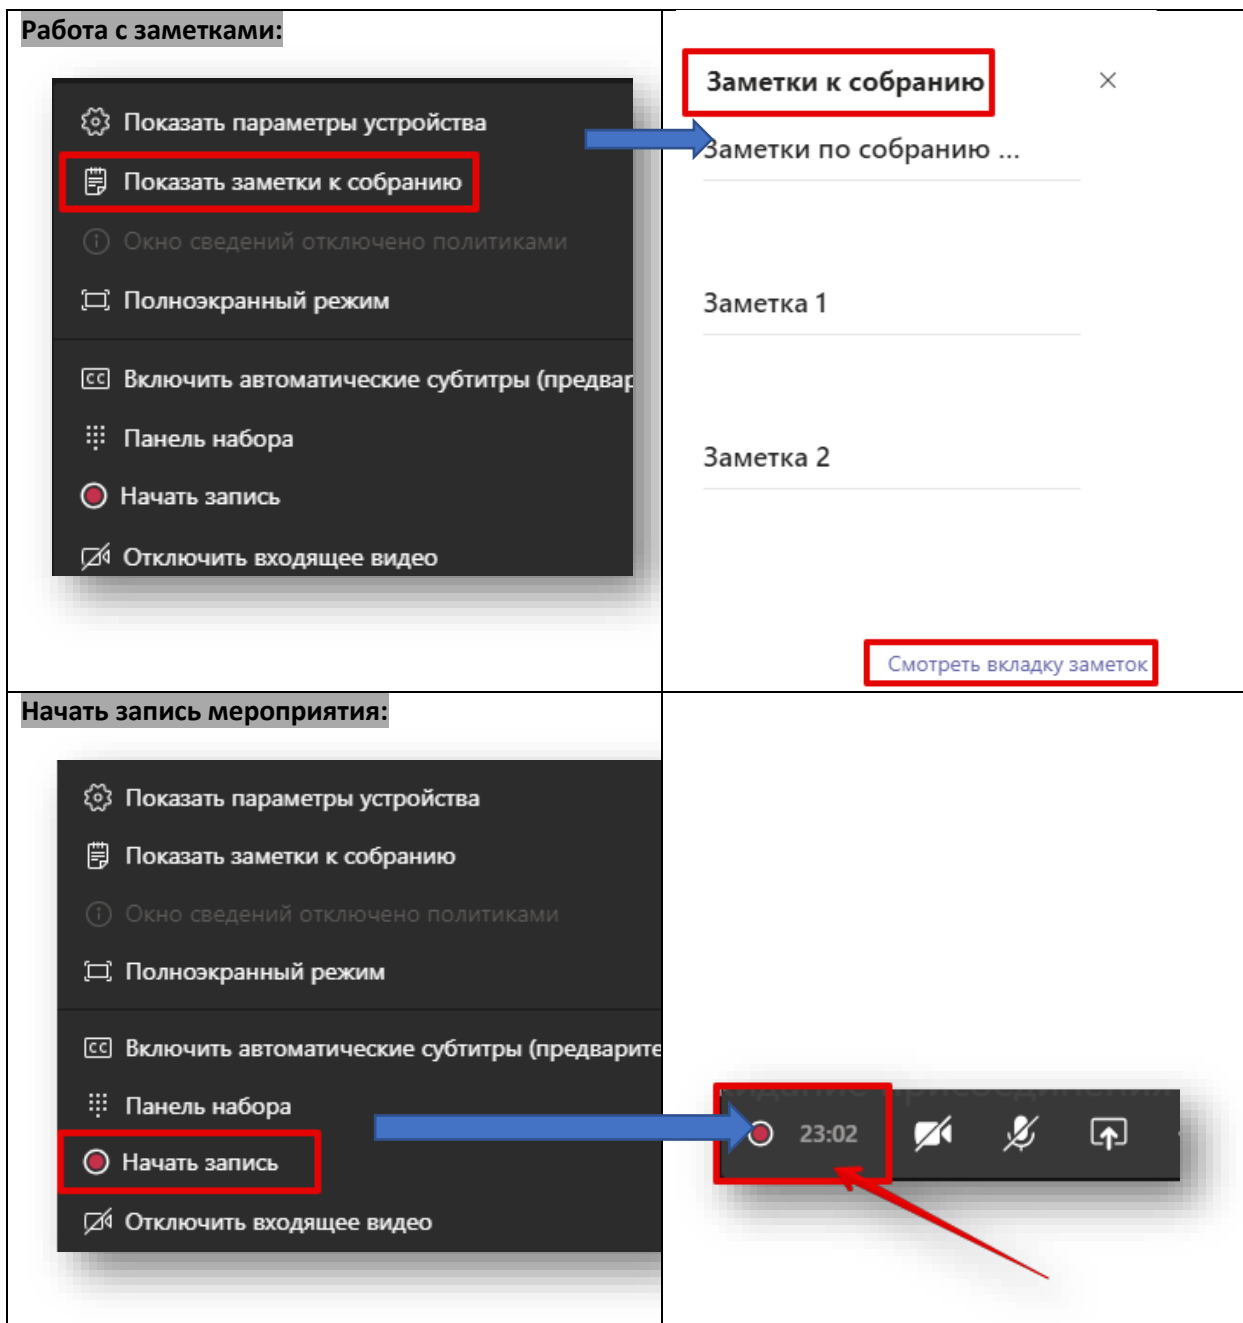 Работа с заметками:
Показать параметры устройства
Показать заметки к собранию
Окно сведений отключено политиками
Полноэкранный режим
Включить автоматические субтитры (предвар
Панель набора
Начать запись
Отключить входящее видео
Заметки к собранию
Заметки по собранию ...
Заметка 1
Заметка 2
Смотреть вкладку заметок
Начать запись мероприятия:
Показать параметры устройства
Показать заметки к собранию
Окно сведений отключено политиками
Полноэкранный режим
Включить автоматические субтитры (предварите
Панель набора
Начать запись
Отключить входящее видео
23:02